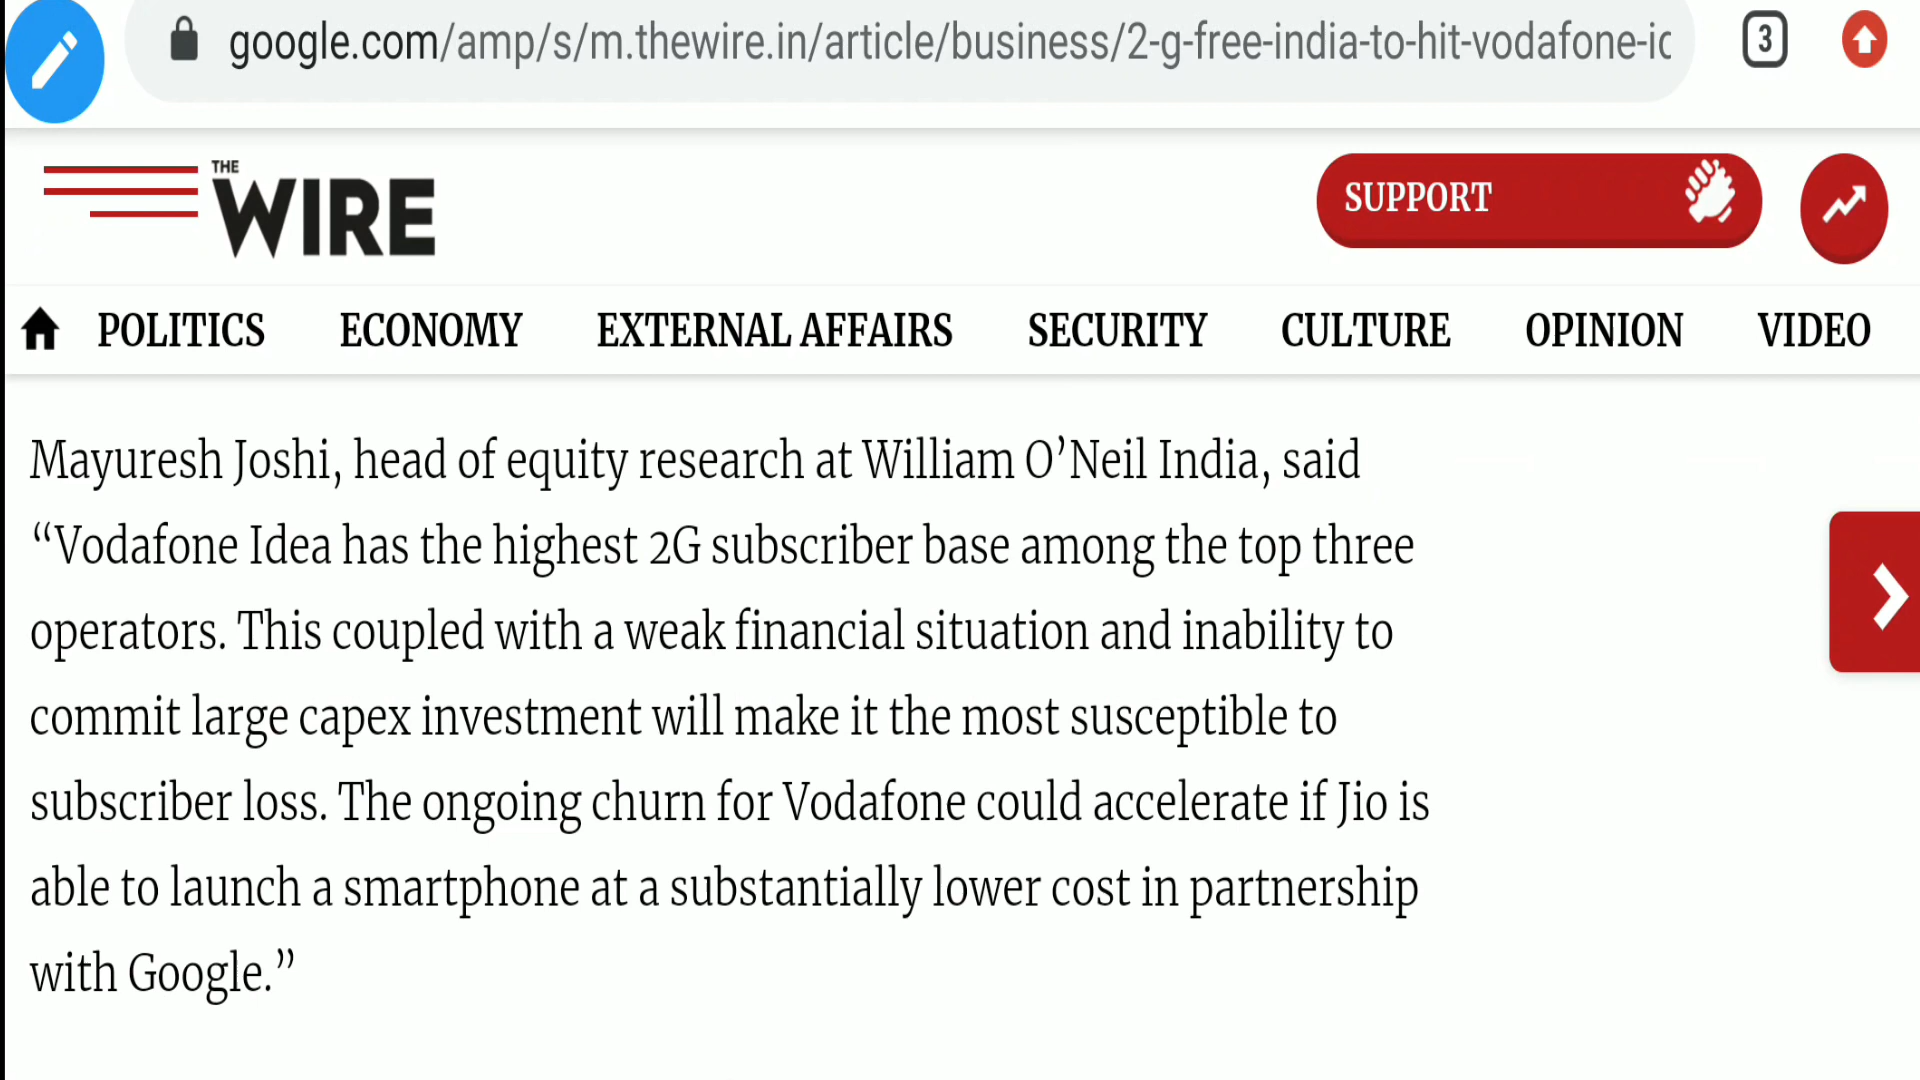 google.com/amp/s/m.thewire.in/article/business/2-g-free-india-to-hit-vodafone-ic
3
THE
WIRE
SUPPORT
POLITICS ECONOMY EXTERNAL AFFAIRS SECURITY CULTURE OPINION VIDEO
Mayuresh Joshi, head of equity research at William O’Neil India, said
“Vodafone Idea has the highest 2G subscriber base among the top three
operators. This coupled with a weak financial situation and inability to
commit large capex investment will make it the most susceptible to
subscriber loss. The ongoing churn for Vodafone could accelerate if Jio is
able to launch a smartphone at a substantially lower cost in partnership
with Google.”